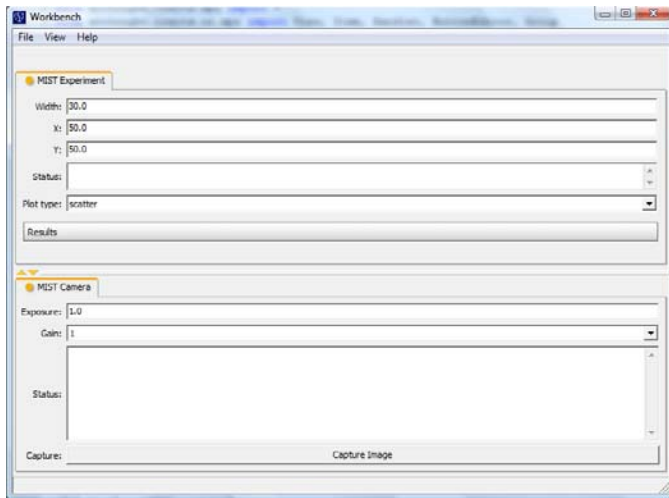 Workbench
File View Help
MIST Experiment
Width: 30.0
X: 50.0
Y: 50.0
Status:
Plot type: scatter
Results
MIST Camera
Exposure: 1.0
Gain: 1
Status:
Capture: Capture Image